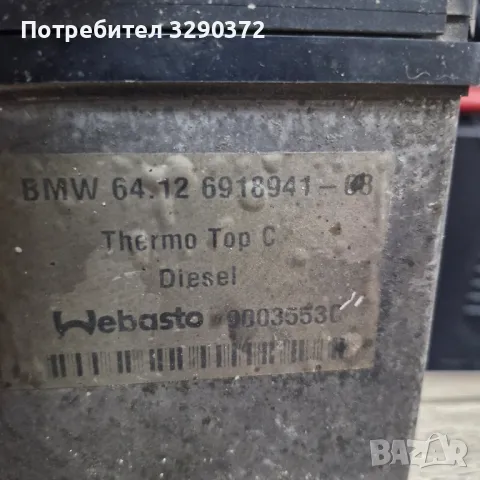 Потребител 3290372
BMW 64.12 6918941-
Thermo Top C
Diesel
Webasto
BAZAR